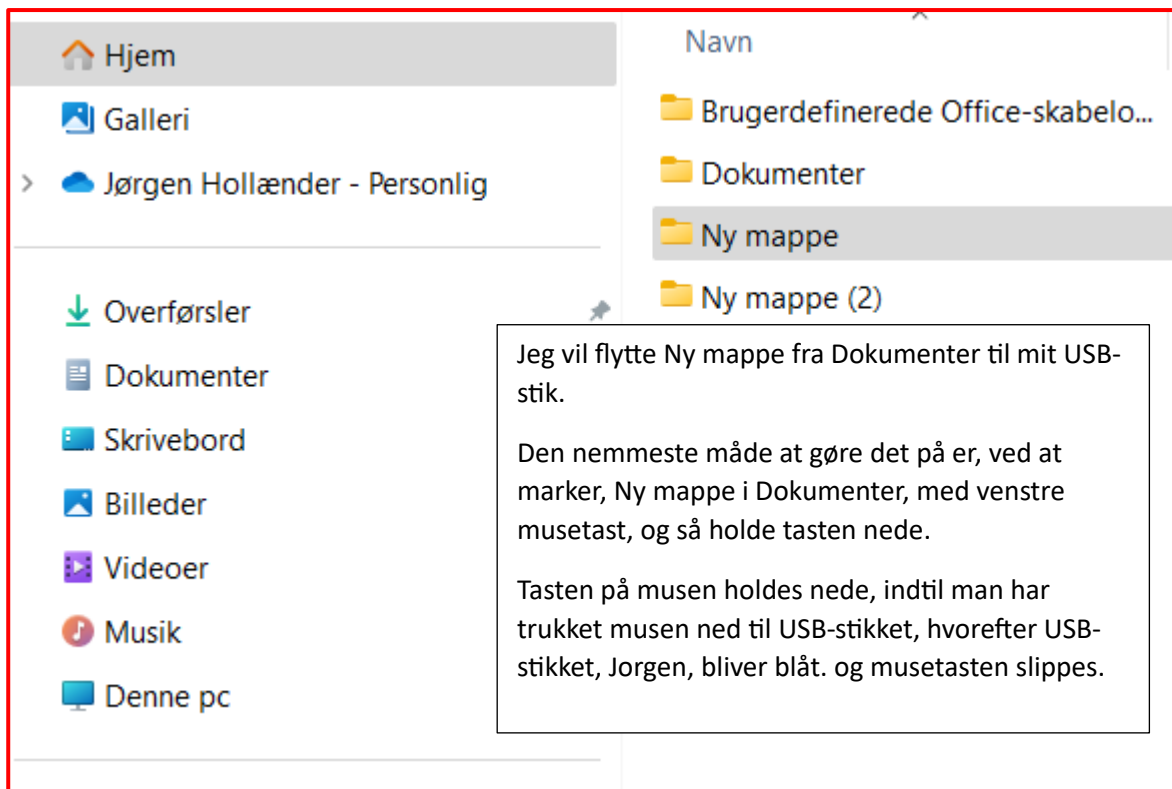 Hjem
Galleri
Jørgen Hollænder - Personlig
Overførsler
Dokumenter
Skrivebord
Billeder
Videoer
Musik
Denne pc
Navn
Brugerdefinerede Office-skabelo...
Dokumenter
Ny mappe
Ny mappe (2)
Jeg vil flytte Ny mappe fra Dokumenter til mit USB-
stik.
Den nemmeste måde at gøre det på er, ved at
marker, Ny mappe i Dokumenter, med venstre
musetast, og så holde tasten nede.
Tasten på musen holdes nede, indtil man har
trukket musen ned til USB-stikket, hvorefter USB-
stikket, Jorgen, bliver blåt. og musetasten slippes.